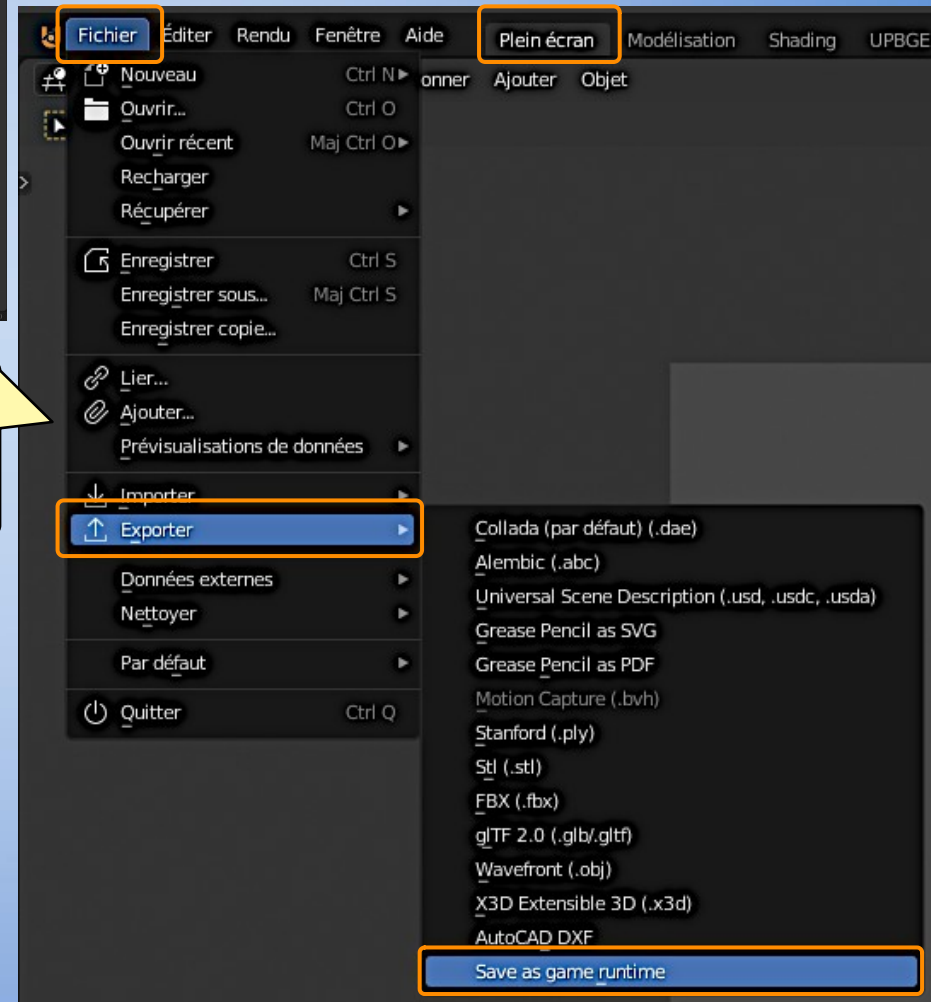 Fichier Éditer Rendu Fenêtre Aide Plein écran Modélisation Shading UPBGE
onner Ajouter Objet
Nouveau Ctrl N
Ouvrir... Ctrl O
Ouvrir récent Maj Ctrl O
Recharger
Récupérer
Enregistrer Ctrl S
Enregistrer sous... Maj Ctrl S
Enregistrer copie...
Lier...
Ajouter...
Prévisualisations de données
Importer
Exporter
Données externes
Nettoyer
Par défaut
Quitter Ctrl Q
Collada (par défaut) (.dae)
Alembic (.abc)
Universal Scene Description (.usd, .usdc, .usda)
Grease Pencil as SVG
Grease Pencil as PDF
Motion Capture (.bvh)
Stanford (.ply)
Stl (.stl)
FBX (.fbx)
glTF 2.0 (.glb/.gltf)
Wavefront (.obj)
X3D Extensible 3D (.x3d)
AutoCAD DXF
Save as game runtime